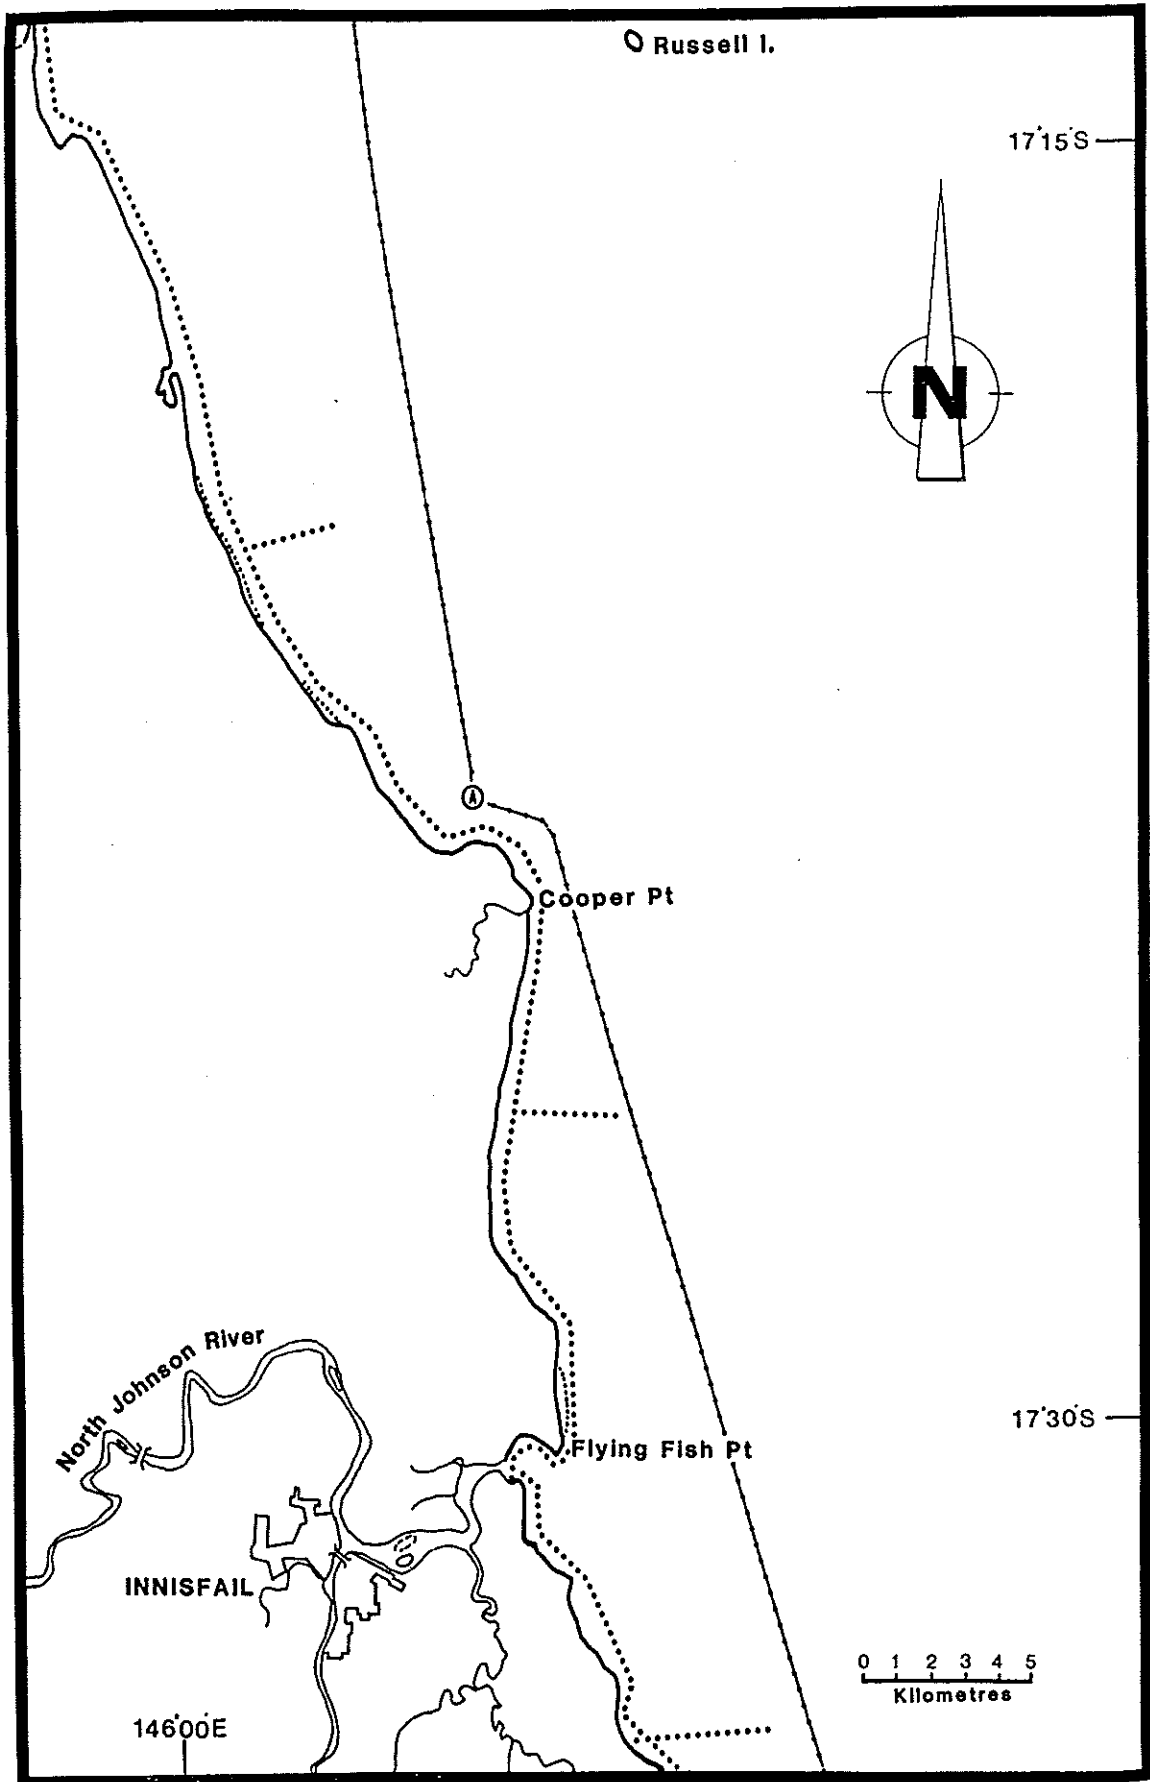 Russell I.
17°15'S
N
A
Cooper Pt
North Johnson River
17°30'S
Flying Fish Pt
INNISFAIL
0 1 2 3 4 5
Kilometres
146°00'E